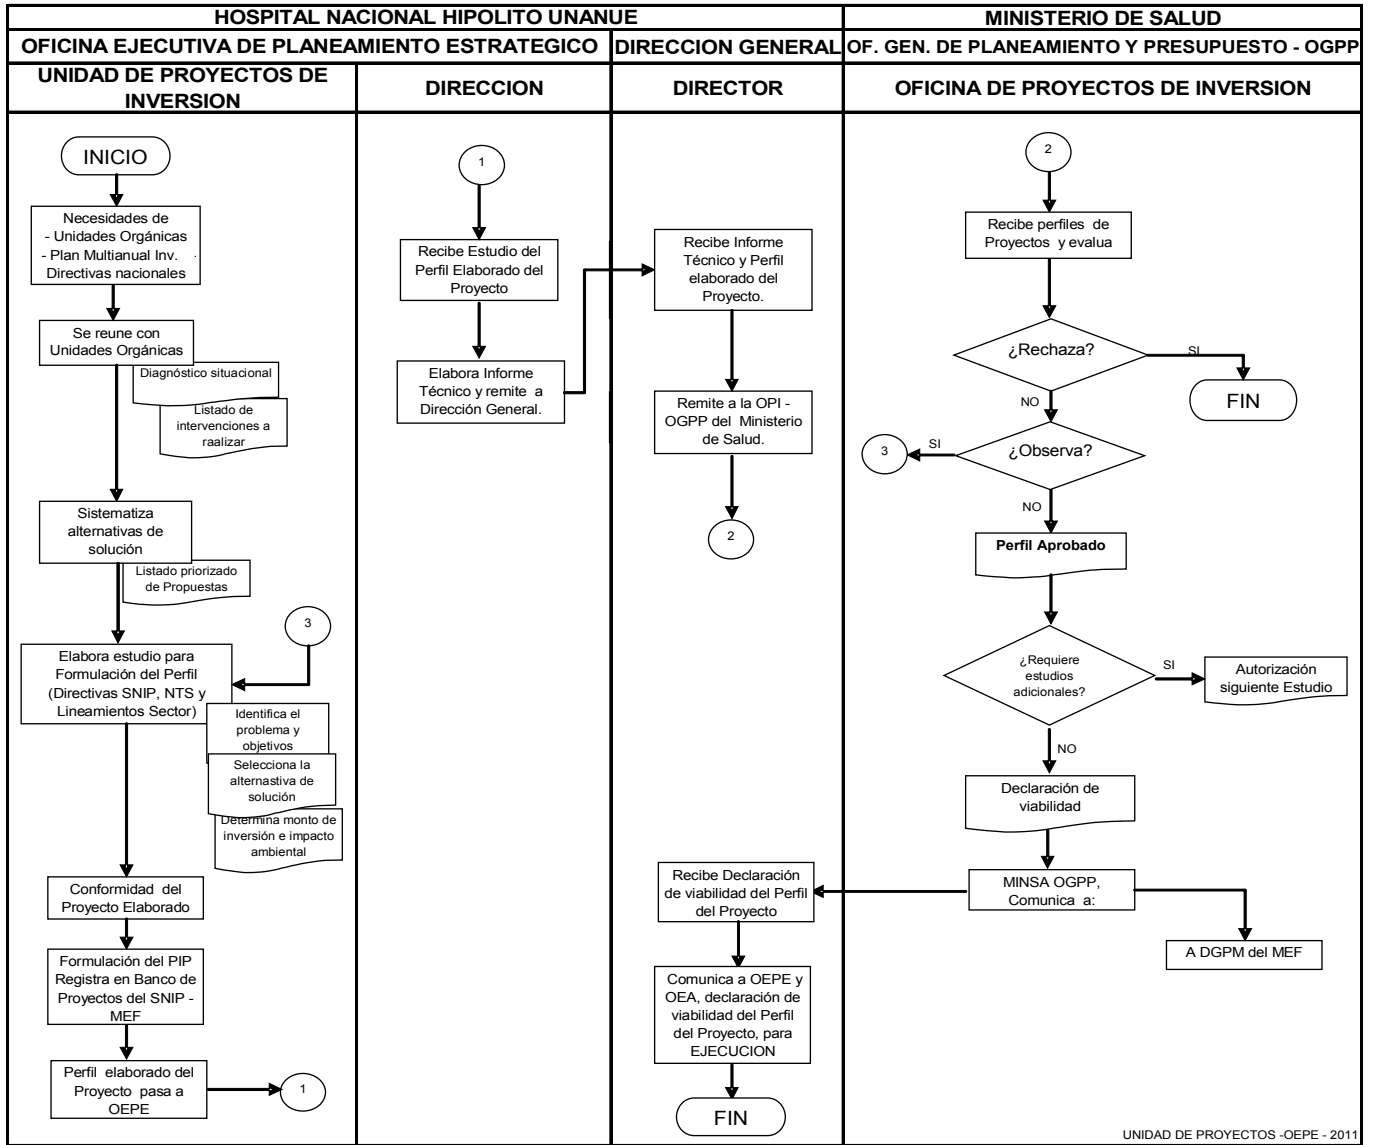 HOSPITAL NACIONAL HIPOLITO UNANUE
MINISTERIO DE SALUD
OFICINA EJECUTIVA DE PLANEAMIENTO ESTRATEGICO
DIRECCION GENERAL
OF. GEN. DE PLANEAMIENTO Y PRESUPUESTO - OGPP
UNIDAD DE PROYECTOS DE
INVERSION
DIRECCION
DIRECTOR
OFICINA DE PROYECTOS DE INVERSION
INICIO
Necesidades de
- Unidades Orgánicas
- Plan Multianual Inv. -
Directivas nacionales
Se reune con
Unidades Orgánicas
Diagnóstico situacional
Listado de
intervenciones a
raalizar
Sistematiza
alternativas de
solución
Listado priorizado
de Propuestas
3
Elabora estudio para
Formulación del Perfil
(Directivas SNIP, NTS y
Lineamientos Sector)
Identifica el
problema y
objetivos
Selecciona la
alternastiva de
solución
Determina monto de
inversión e impacto
ambiental
Conformidad del
Proyecto Elaborado
Formulación del PIP
Registra en Banco de
Proyectos del SNIP -
MEF
Perfil elaborado del
Proyecto pasa a
OEPE
1
1
Recibe Estudio del
Perfil Elaborado del
Proyecto
Elabora Informe
Técnico y remite a
Dirección General.
Recibe Informe
Técnico y Perfil
elaborado del
Proyecto.
Remite a la OPI -
OGPP del Ministerio
de Salud.
2
Recibe Declaración
de viabilidad del Perfil
del Proyecto
Comunica a OEPE y
OEA, declaración de
viabilidad del Perfil
del Proyecto, para
EJECUCION
FIN
2
Recibe perfiles de
Proyectos y evalua
¿Rechaza?
SI
FIN
NO
¿Observa?
SI
3
NO
Perfil Aprobado
¿Requiere
estudios
adicionales?
SI
Autorización
siguiente Estudio
NO
Declaración de
viabilidad
MINSA OGPP,
Comunica a:
A DGPM del MEF
UNIDAD DE PROYECTOS -OEPE - 2011